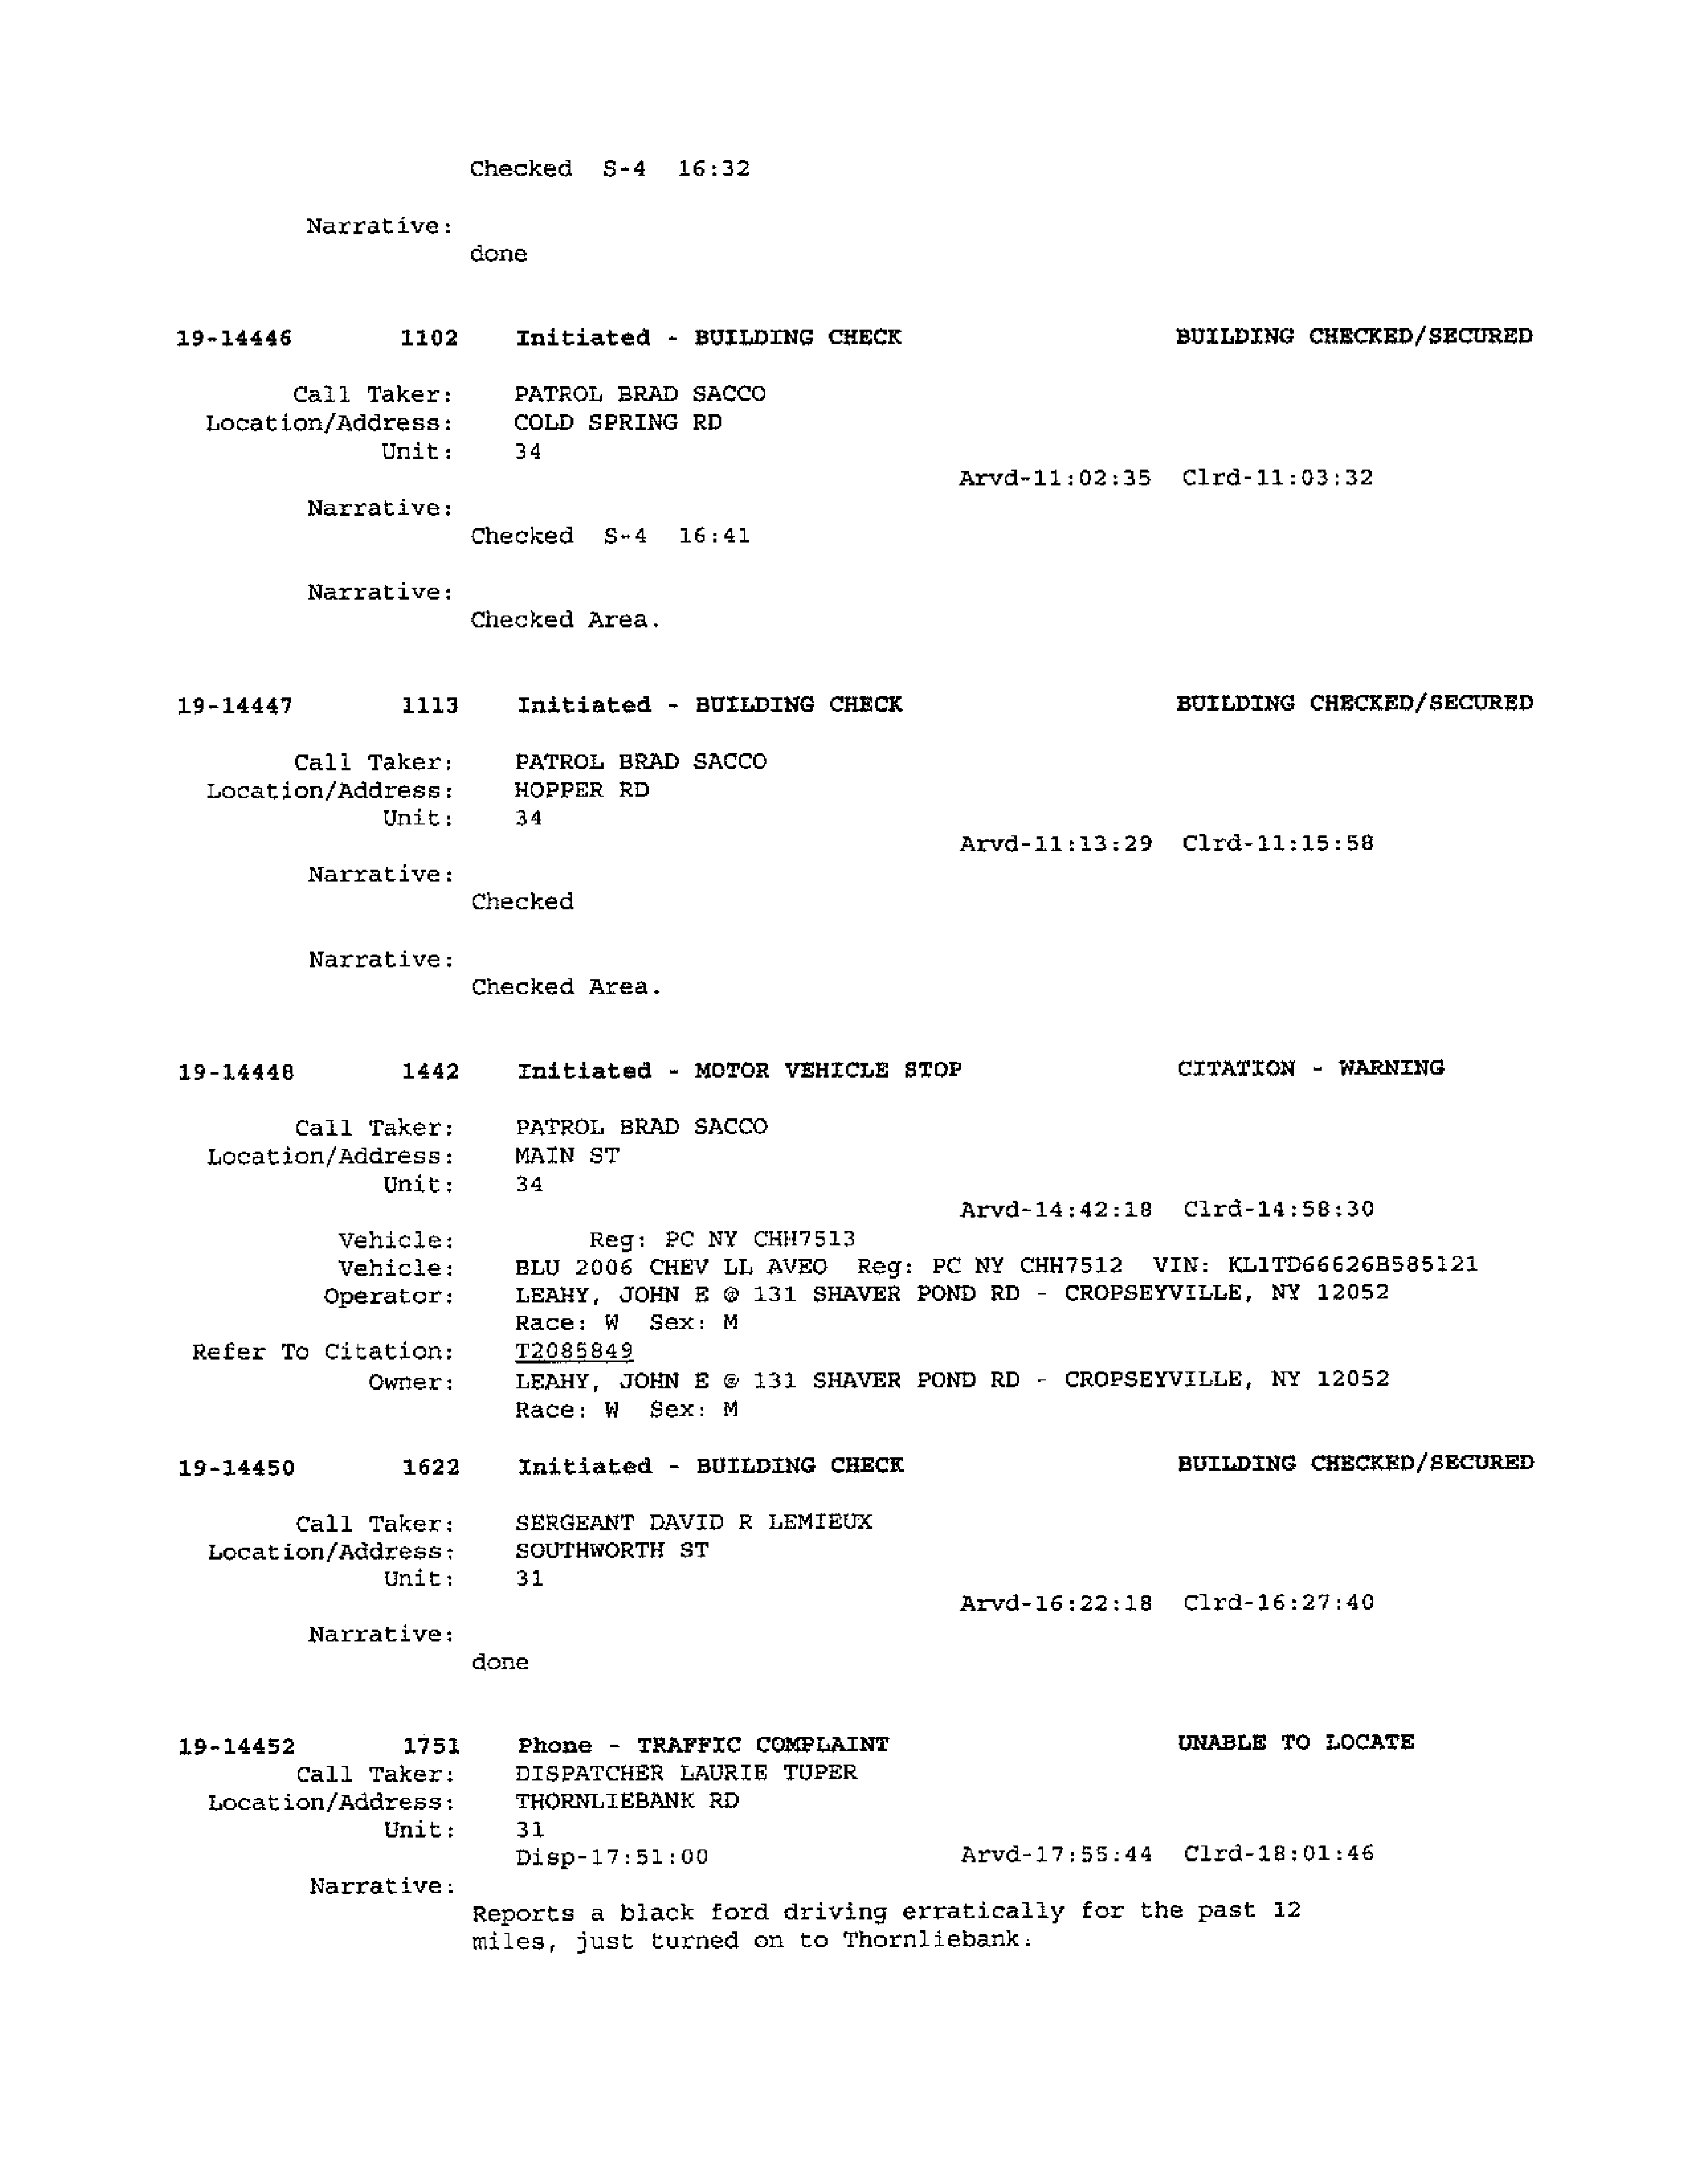 Checked S-4 16:32
Narrative:
done
19-14446 1102 Initiated - BUILDING CHECK BUILDING CHECKED/SECURED
Call Taker: PATROL BRAD SACCO
Location/Address: COLD SPRING RD
Unit: 34
Arvd-11:02:35 Clrd-11:03:32
Narrative:
Checked S-4 16:41
Narrative:
Checked Area.
19-14447 1113 Initiated - BUILDING CHECK BUILDING CHECKED/SECURED
Call Taker: PATROL BRAD SACCO
Location/Address: HOPPER RD
Unit: 34
Arvd-11:13:29 Clrd-11:15:58
Narrative:
Checked
Narrative:
Checked Area.
19-14448 1442 Initiated - MOTOR VEHICLE STOP CITATION - WARNING
Call Taker: PATROL BRAD SACCO
Location/Address: MAIN ST
Unit: 34
Arvd-14:42:18 Clrd-14:58:30
Vehicle: Reg: PC NY CHH7513
Vehicle: BLU 2006 CHEV LL AVEO Reg: PC NY CHH7512 VIN: KL1TD66626B585121
Operator: LEAHY, JOHN E @ 131 SHAVER POND RD - CROPSEYVILLE, NY 12052
Race: W Sex: M
Refer To Citation: T2085849
Owner: LEAHY, JOHN E @ 131 SHAVER POND RD - CROPSEYVILLE, NY 12052
Race: W Sex: M
19-14450 1622 Initiated - BUILDING CHECK BUILDING CHECKED/SECURED
Call Taker: SERGEANT DAVID R LEMIEUX
Location/Address: SOUTHWORTH ST
Unit: 31
Arvd-16:22:18 Clrd-16:27:40
Narrative:
done
19-14452 1751 Phone - TRAFFIC COMPLAINT UNABLE TO LOCATE
Call Taker: DISPATCHER LAURIE TUPER
Location/Address: THORNLIEBANK RD
Unit: 31
Disp-17:51:00 Arvd-17:55:44 Clrd-18:01:46
Narrative:
Reports a black ford driving erratically for the past 12
miles, just turned on to Thornliebank.